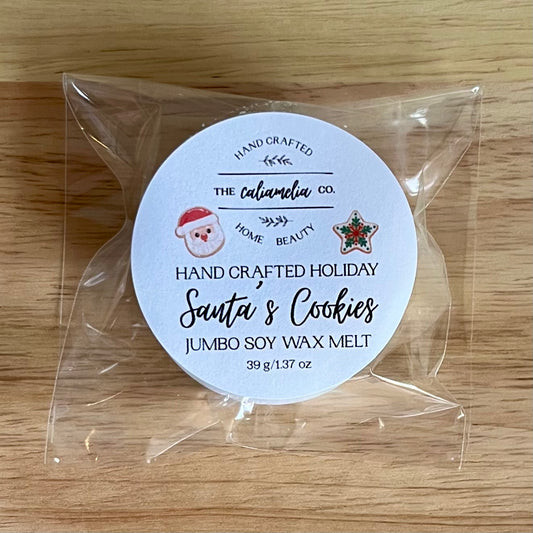 HAND CRAFTED
THE caliamelia CO.
HOME BEAUTY
HAND CRAFTED HOLIDAY
Santa's Cookies
JUMBO SOY WAX MELT
39 g/1.37 oz